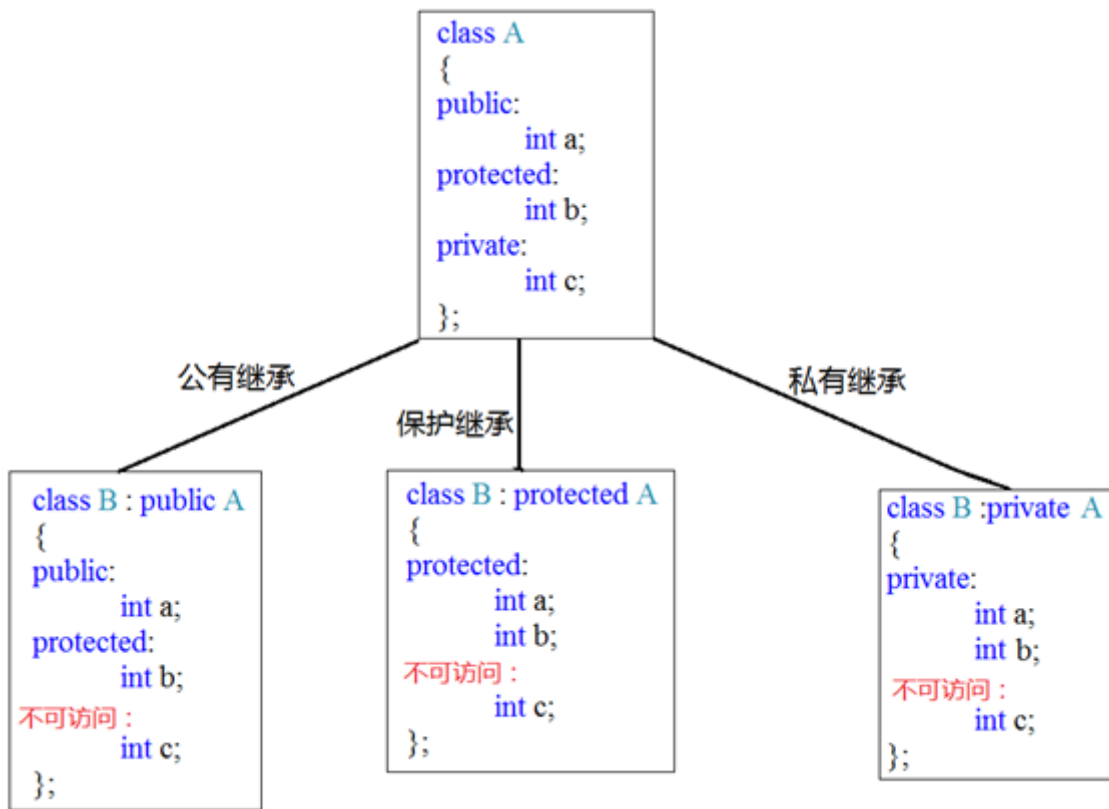 class A
{
public:
int a;
protected:
int b;
private:
int c;
};
公有继承
保护继承
私有继承
class B : public A
{
public:
int a;
protected:
int b;
不可访问：
int c;
};
class B : protected A
{
protected:
int a;
int b;
不可访问：
int c;
};
class B :private A
{
private:
int a;
int b;
不可访问：
int c;
};